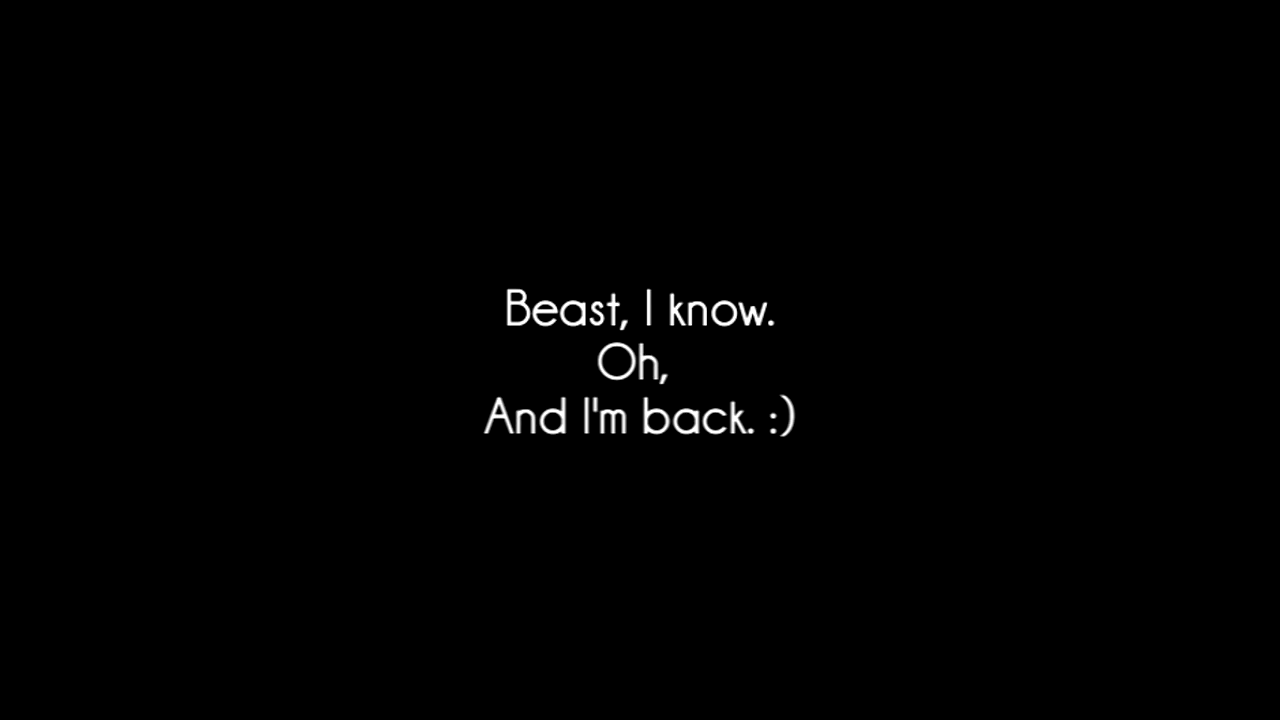 Beast, I know.
Oh,
And I'm back. :)